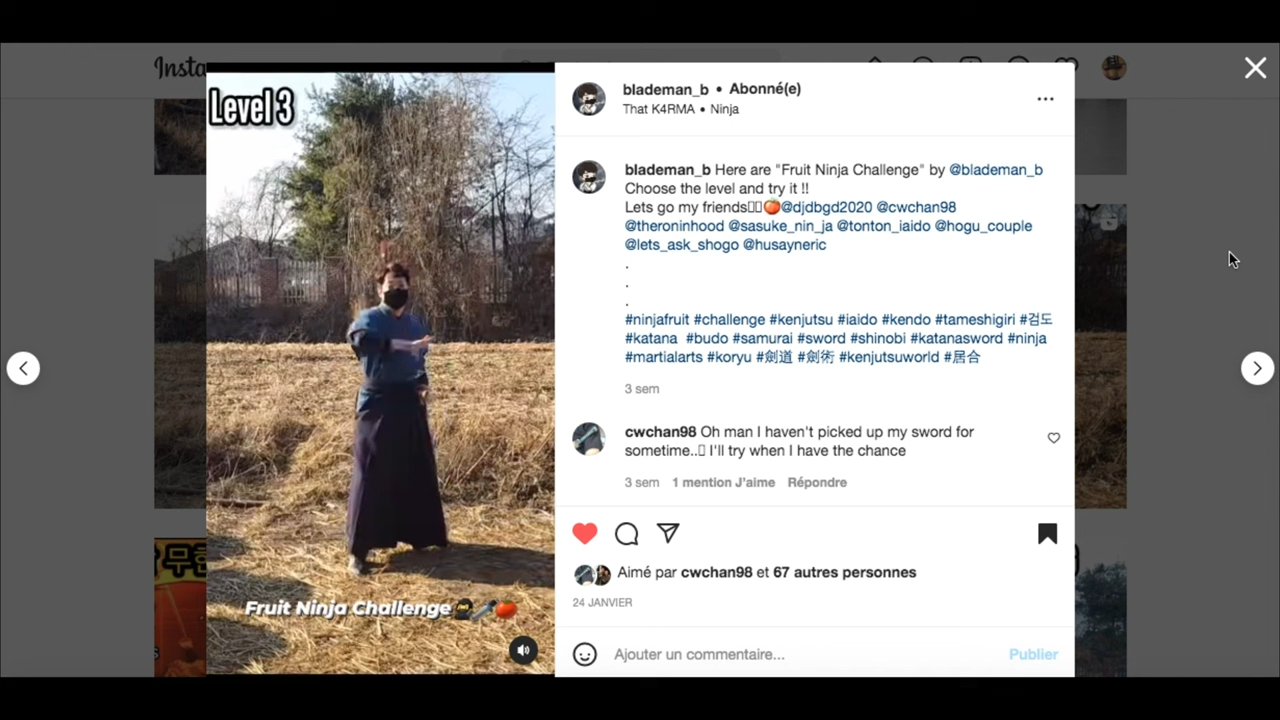 Insta
Level 3
Fruit Ninja Challenge
blademan_b • Abonné(e)
That K4RMA • Ninja
blademan_b Here are "Fruit Ninja Challenge" by @blademan_b
Choose the level and try it !!
Lets go my friends🍅@djdbgd2020 @cwchan98
@theroninhood @sasuke_nin_ja @tonton_iaido @hogu_couple
@lets_ask_shogo @husayneric
.
.
.
#ninjafruit #challenge #kenjutsu #iaido #kendo #tameshigiri #검도
#katana #budo #samurai #sword #shinobi #katanasword #ninja
#martialarts #koryu #劍道 #劍術 #kenjutsuworld #居合
3 sem
cwchan98 Oh man I haven't picked up my sword for
sometime.. I'll try when I have the chance
3 sem 1 mention J'aime Répondre
Aimé par cwchan98 et 67 autres personnes
24 JANVIER
Ajouter un commentaire... Publier